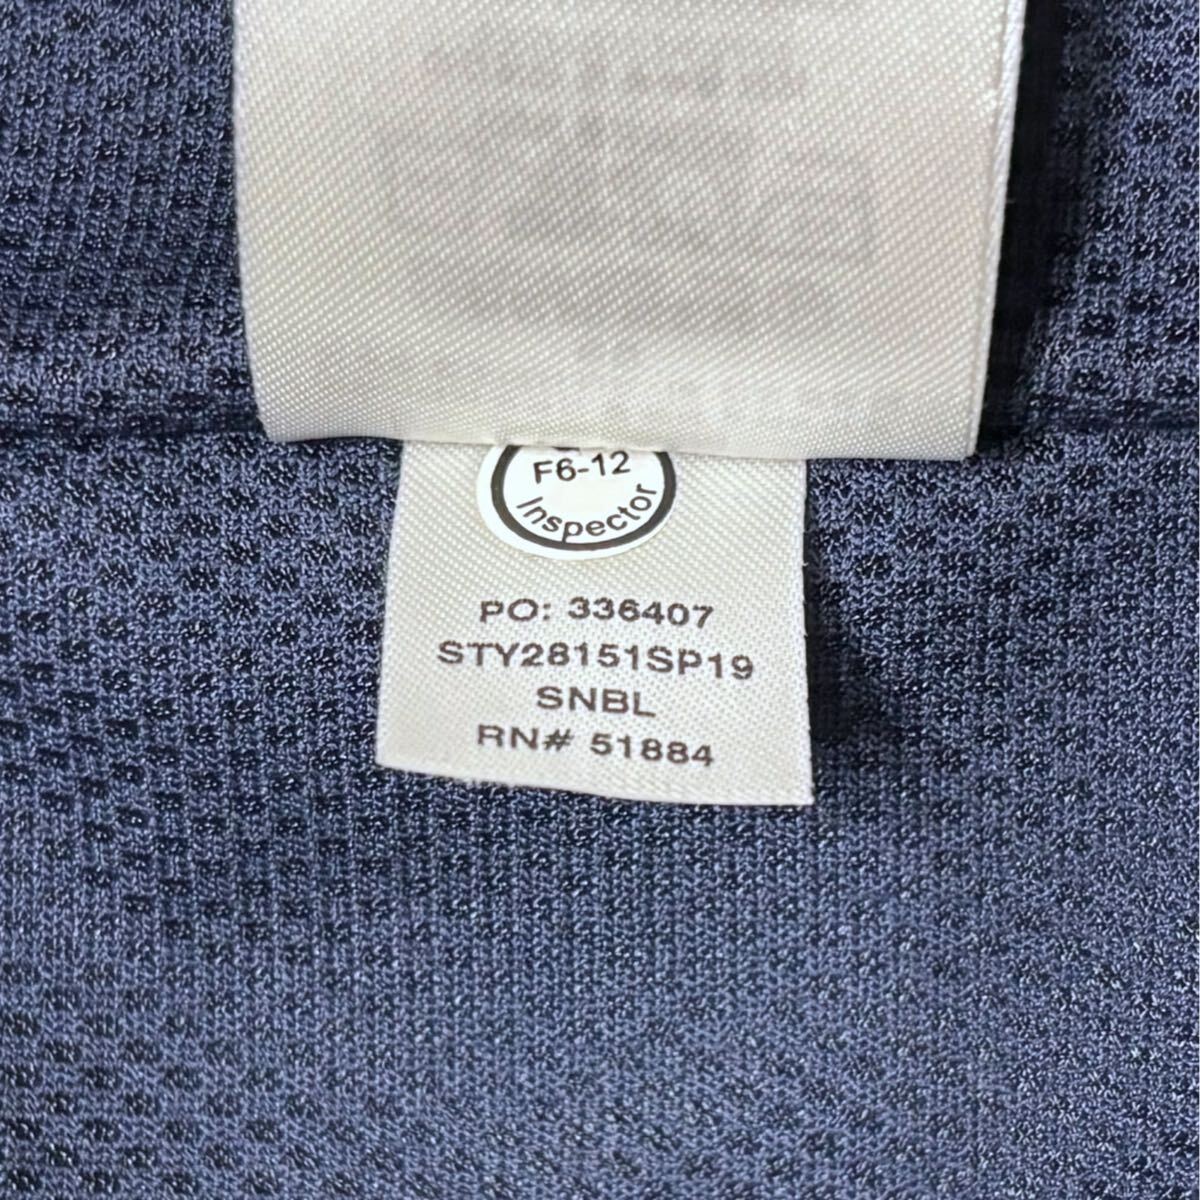 F6-12
Inspector
PO: 336407
STY28151SP19
SNBL
RN# 51884